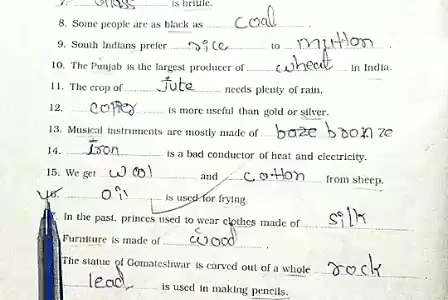 Glass is brittle.
8. Some people are as black as coal
9. South Indians prefer rice to mutton
10. The Punjab is the largest producer of wheat in India.
11. The crop of Jute needs plenty of rain.
12. is more useful than gold or silver.
13. Musical instruments are mostly made of bronze
14. Iron is a bad conductor of heat and electricity.
15. We get wool and cotton from sheep.
oil is used for frying.
In the past, princes used to wear clothes made of silk
Furniture is made of wood
The statue of Gomateshwar is carved out of a whole rock
lead is used in making pencils.